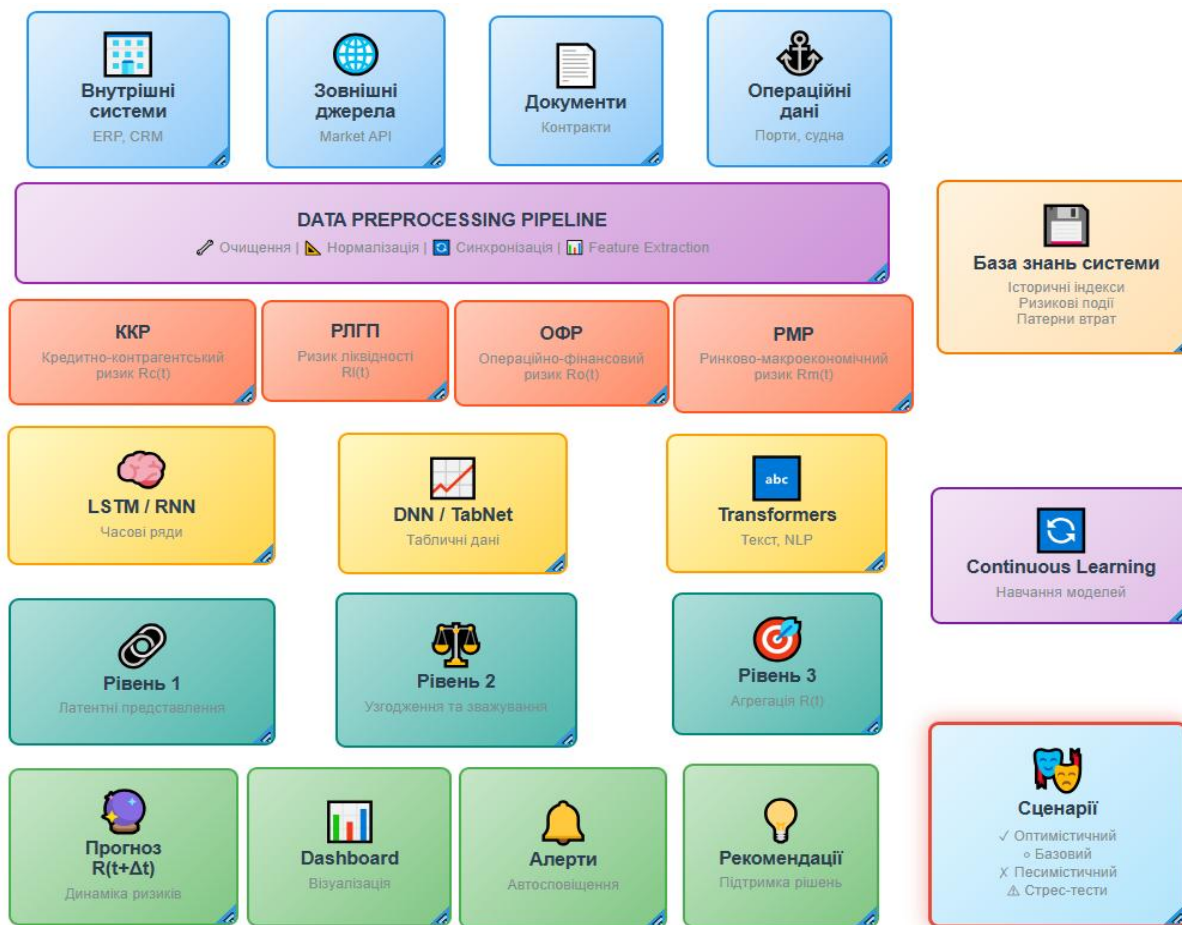 Внутрішні
системи
ERP, CRM
Зовнішні
джерела
Market API
Документи
Контракти
Операційні
дані
Порти, судна
DATA PREPROCESSING PIPELINE
Очищення | Нормалізація | Синхронізація | Feature Extraction
База знань системи
Історичні індекси
Ризикові події
Патерни втрат
ККР
Кредитно-контрагентський
ризик Rc(t)
РЛГП
Ризик ліквідності
Rl(t)
ОФР
Операційно-фінансовий
ризик Ro(t)
РМР
Ринково-макроекономічний
ризик Rm(t)
LSTM / RNN
Часові ряди
DNN / TabNet
Табличні дані
abc
Transformers
Текст, NLP
Continuous Learning
Навчання моделей
Рівень 1
Латентні представлення
Рівень 2
Узгодження та зважування
Рівень 3
Агрегація R(t)
Сценарії
✓ Оптимістичний
○ Базовий
✗ Песимістичний
⚠ Стрес-тести
Прогноз
R(t+Δt)
Динаміка ризиків
Dashboard
Візуалізація
Алерти
Автосповіщення
Рекомендації
Підтримка рішень